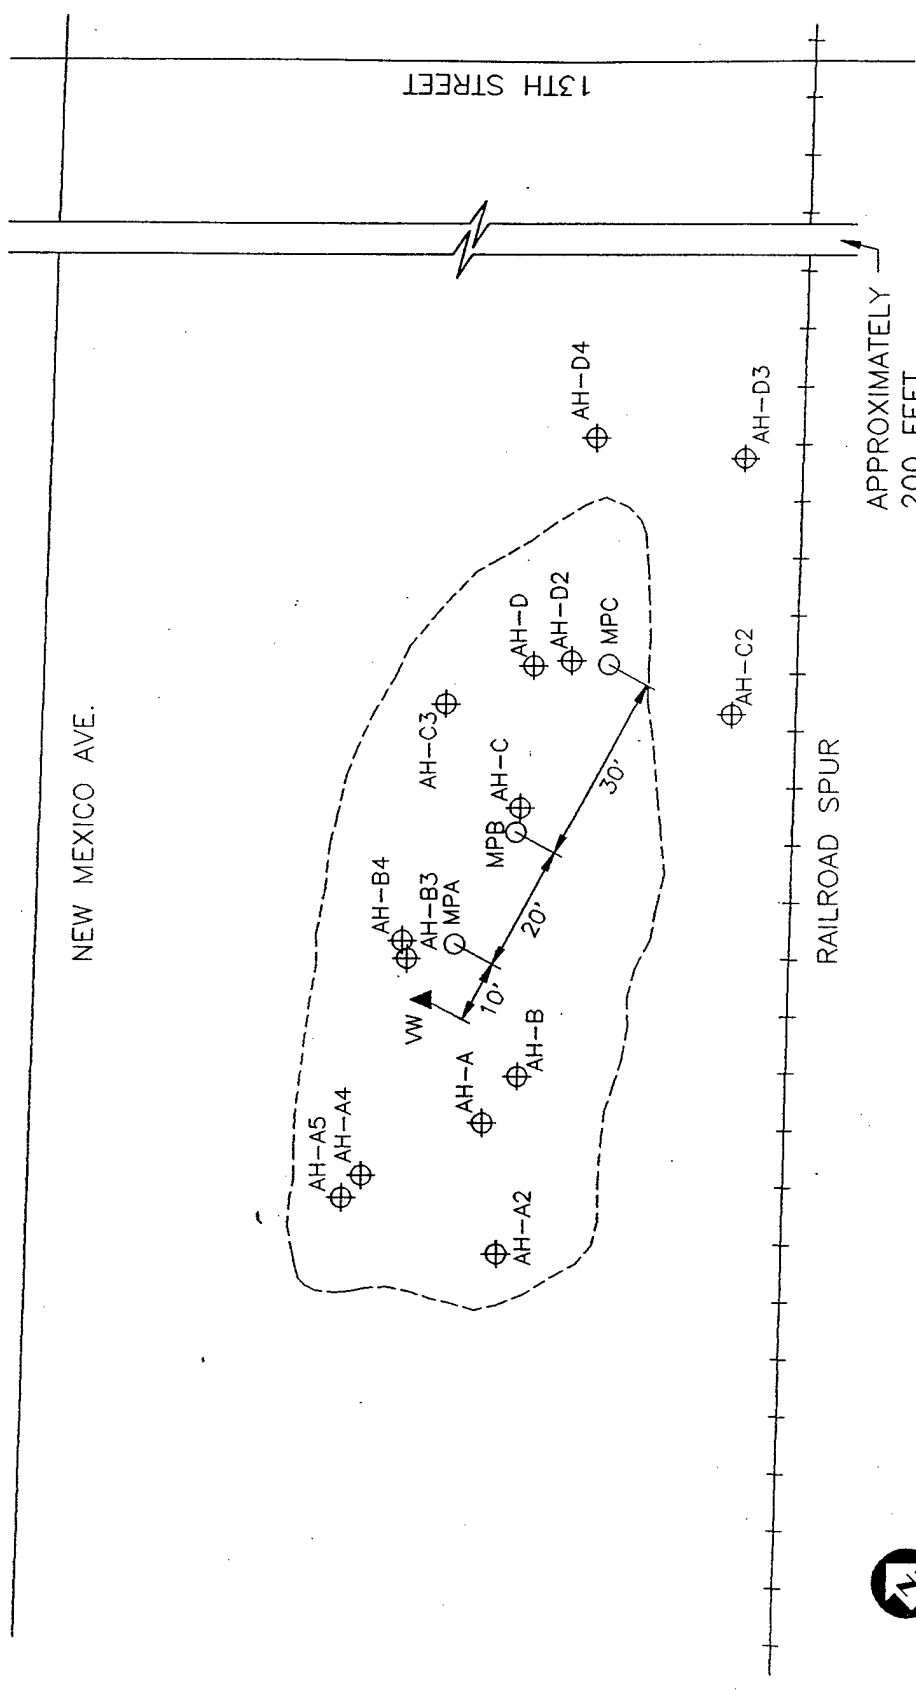 NEW MEXICO AVE.
13TH STREET
AH-A5
AH-A4
AH-A2
AH-A
AH-B
VW
AH-B4
AH-B3
MPA
MPB
AH-C
AH-C3
AH-D
AH-D2
MPC
AH-D4
AH-D3
AH-C2
10'
20'
30'
RAILROAD SPUR
APPROXIMATELY
200 FEET
N